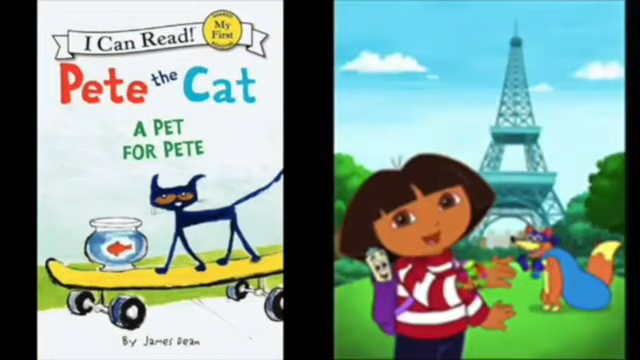 I Can Read!
My
First
Pete the Cat
A PET
FOR PETE
By James Dean